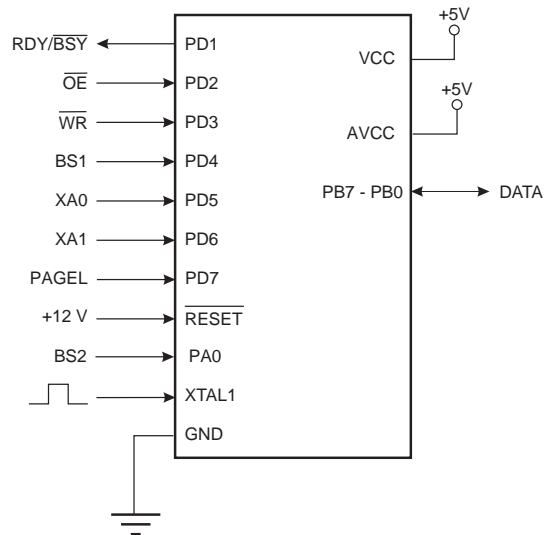 +5V
RDY/BSY PD1
VCC
OE PD2
+5V
WR PD3
AVCC
BS1 PD4
PB7 - PB0 DATA
XA0 PD5
XA1 PD6
PAGEL PD7
+12 V RESET
BS2 PA0
XTAL1
GND